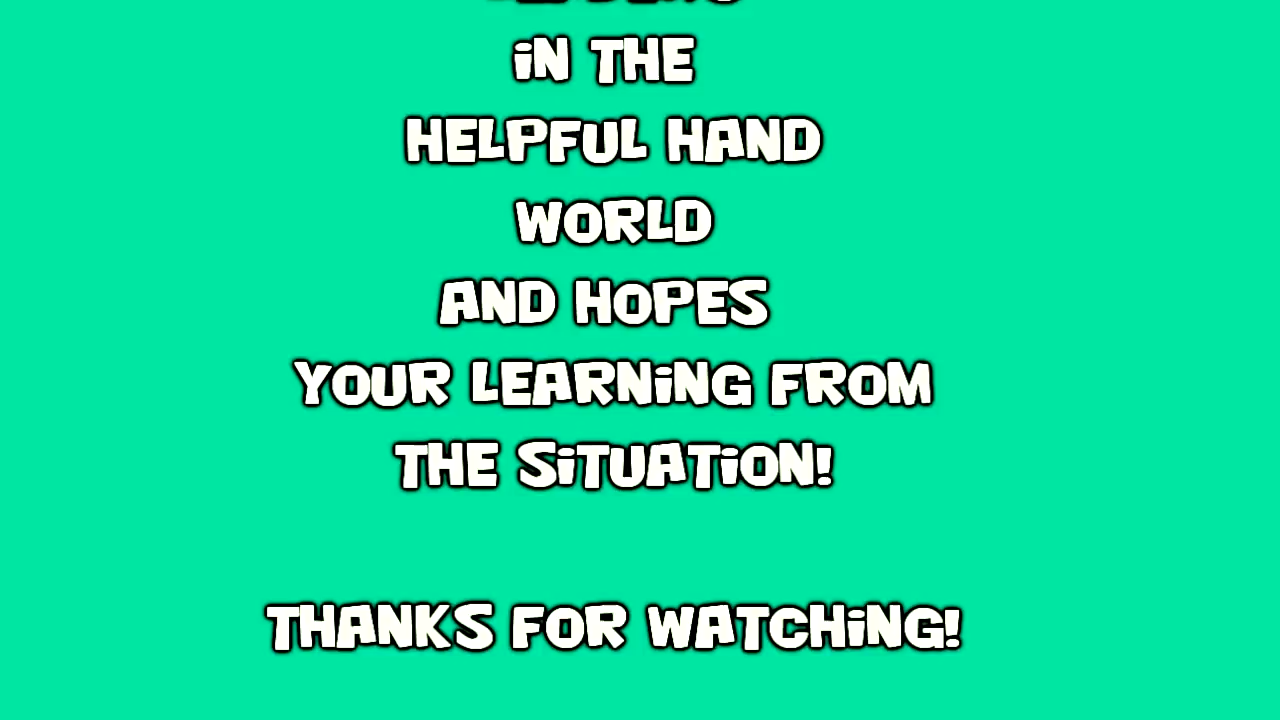 iN THE
HELPFUL HAND
WORLD
AND HOPES
YOUR LEARNiNG FROM
THE SiTUATiON!
THANKS FOR WATCHiNG!